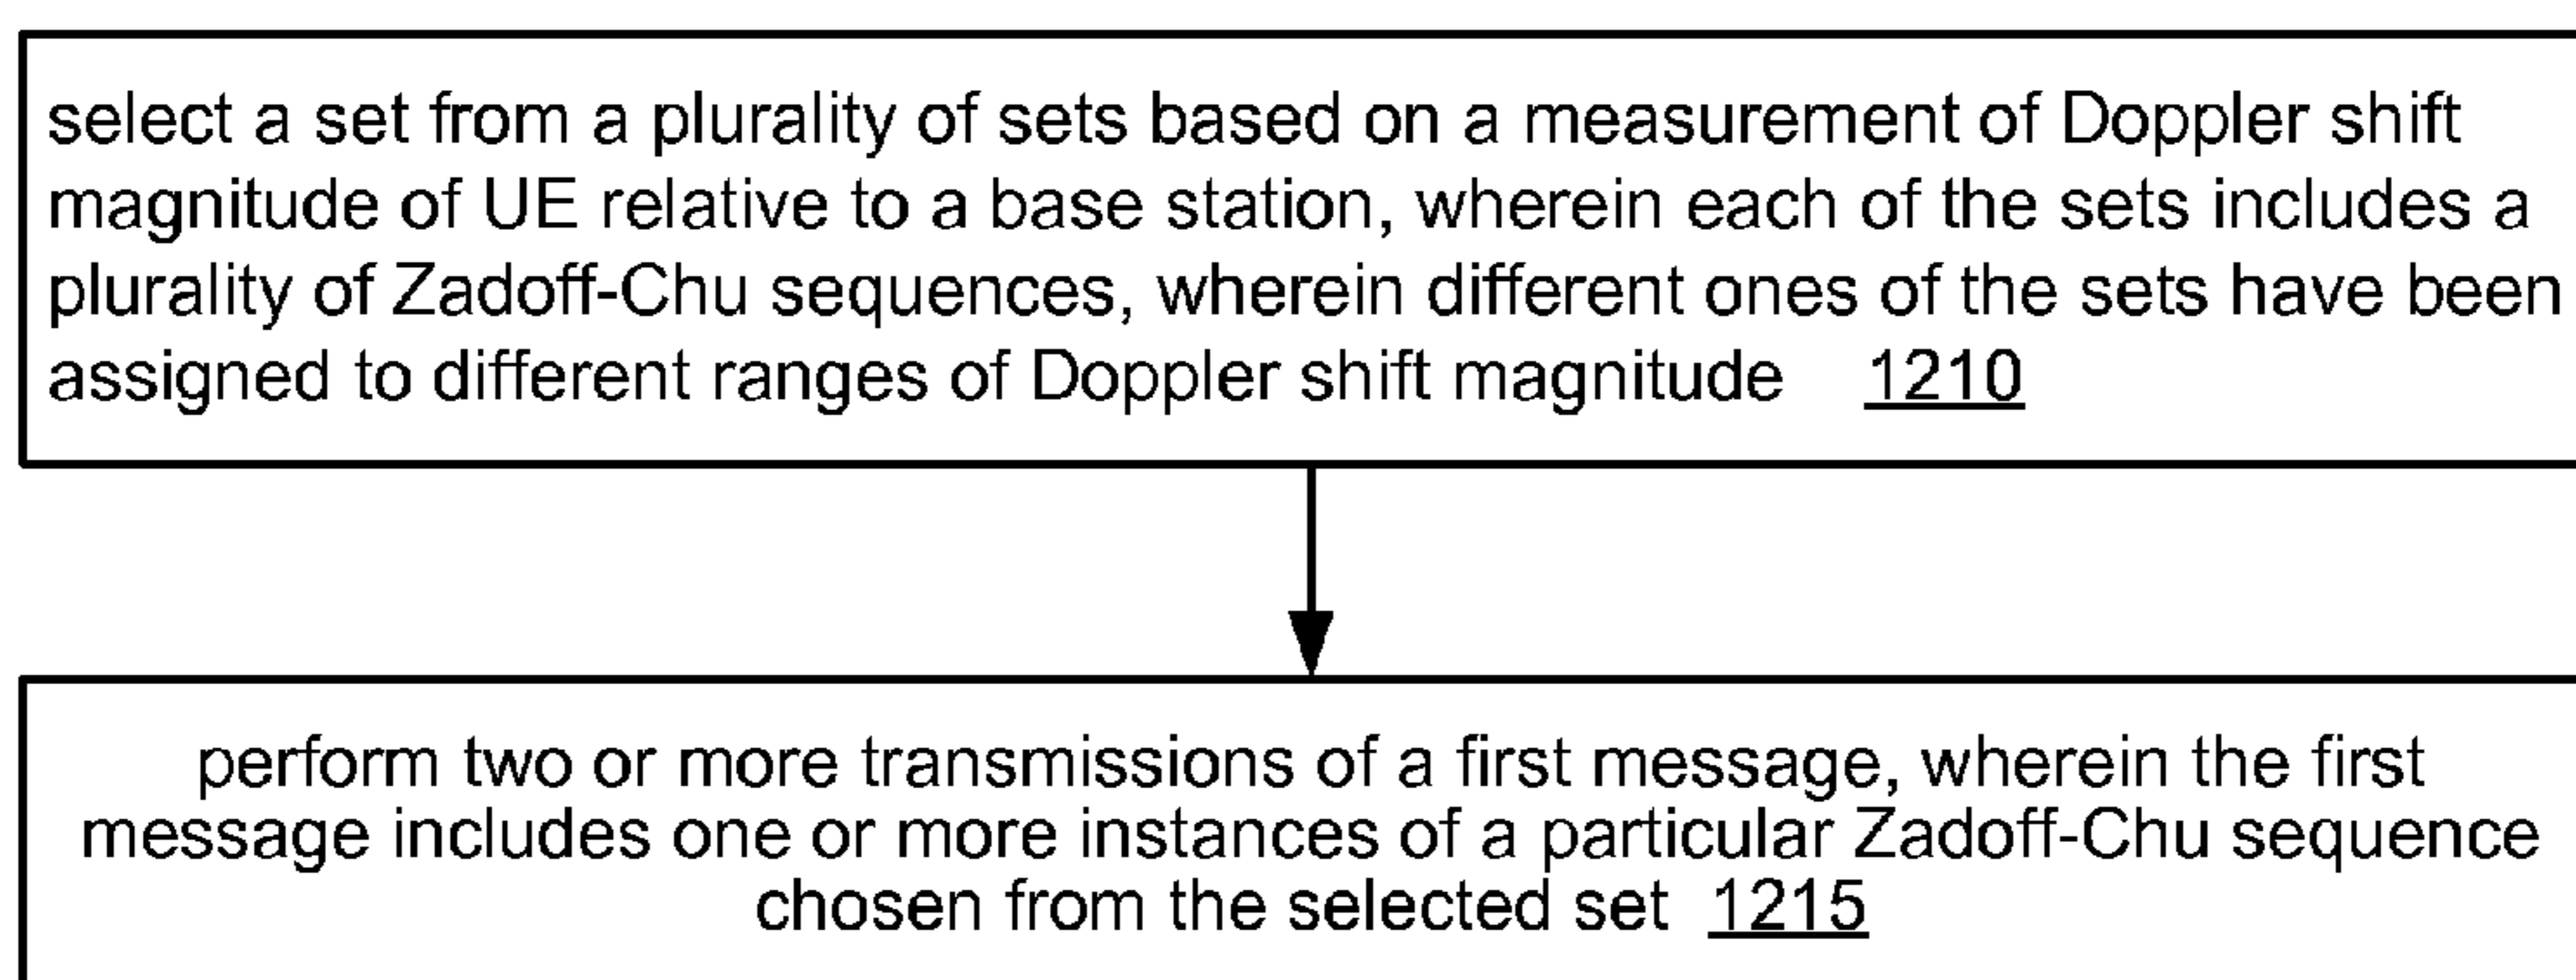 select a set from a plurality of sets based on a measurement of Doppler shift
magnitude of UE relative to a base station, wherein each of the sets includes a
plurality of Zadoff-Chu sequences, wherein different ones of the sets have been
assigned to different ranges of Doppler shift magnitude 1210
perform two or more transmissions of a first message, wherein the first
message includes one or more instances of a particular Zadoff-Chu sequence
chosen from the selected set 1215